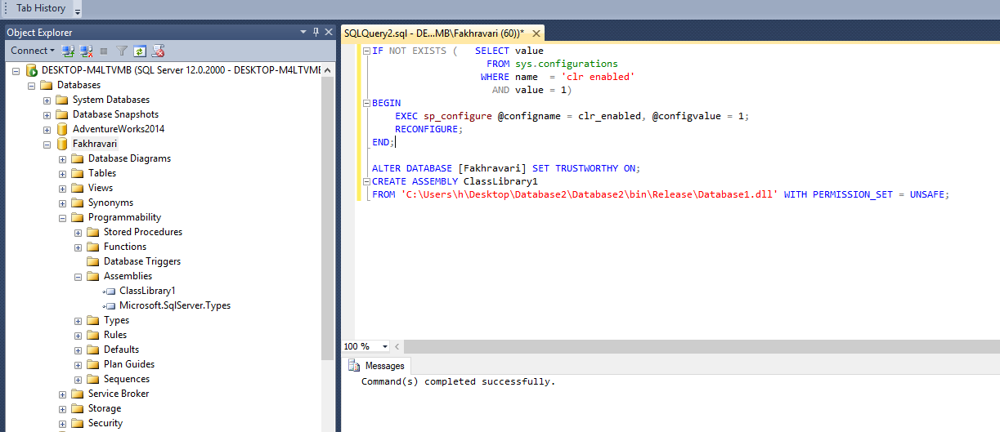 Tab History
Object Explorer
Connect
DESKTOP-M4LTVMB (SQL Server 12.0.2000 - DESKTOP-M4LTVME
Databases
System Databases
Database Snapshots
AdventureWorks2014
Fakhravari
Database Diagrams
Tables
Views
Synonyms
Programmability
Stored Procedures
Functions
Database Triggers
Assemblies
ClassLibrary1
Microsoft.SqlServer.Types
Types
Rules
Defaults
Plan Guides
Sequences
Service Broker
Storage
Security
SQLQuery2.sql - DE...MB\Fakhravari (60))*
IF NOT EXISTS (   SELECT value
FROM sys.configurations
WHERE name  = 'clr enabled'
AND value = 1)
BEGIN
EXEC sp_configure @configname = clr_enabled, @configvalue = 1;
RECONFIGURE;
END;
ALTER DATABASE [Fakhravari] SET TRUSTWORTHY ON;
CREATE ASSEMBLY ClassLibrary1
FROM 'C:\Users\h\Desktop\Database2\Database2\bin\Release\Database1.dll' WITH PERMISSION_SET = UNSAFE;
100 %
Messages
Command(s) completed successfully.